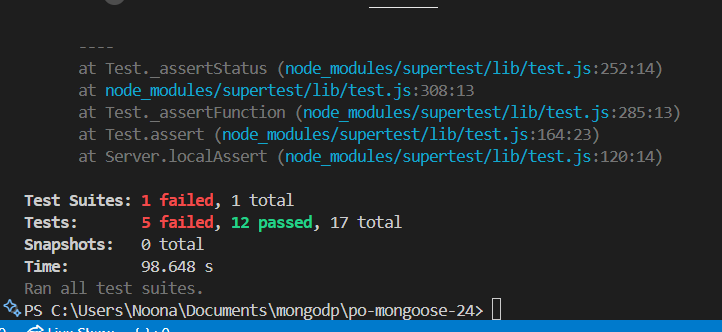 ----
at Test._assertStatus (node_modules/supertest/lib/test.js:252:14)
at node_modules/supertest/lib/test.js:308:13
at Test._assertFunction (node_modules/supertest/lib/test.js:285:13)
at Test.assert (node_modules/supertest/lib/test.js:164:23)
at Server.localAssert (node_modules/supertest/lib/test.js:120:14)
Test Suites: 1 failed, 1 total
Tests: 5 failed, 12 passed, 17 total
Snapshots: 0 total
Time: 98.648 s
Ran all test suites.
PS C:\Users\Noona\Documents\mongodp\po-mongoose-24>